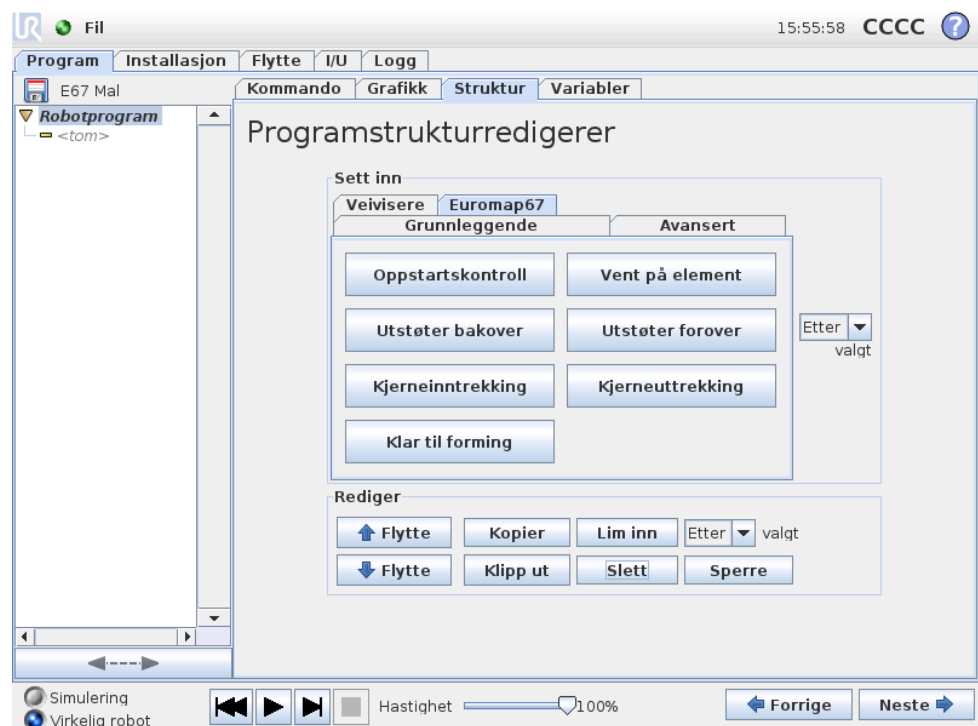 UR Fil 15:55:58 CCCC ?
Program Installasjon Flytte I/U Logg
E67 Mal
Kommando Grafikk Struktur Variabler
Robotprogram
<tom>
Programstrukturredigerer
Sett inn
Veivisere Euromap67
Grunnleggende Avansert
Oppstartskontroll Vent på element
Utstøter bakover Utstøter forover
Etter
valgt
Kjerneinntrekking Kjerneuttrekking
Klar til forming
Rediger
Flytte Kopier Lim inn Etter valgt
Flytte Klipp ut Slett Sperre
Simulering
Virkelig robot
Hastighet 100%
Forrige Neste